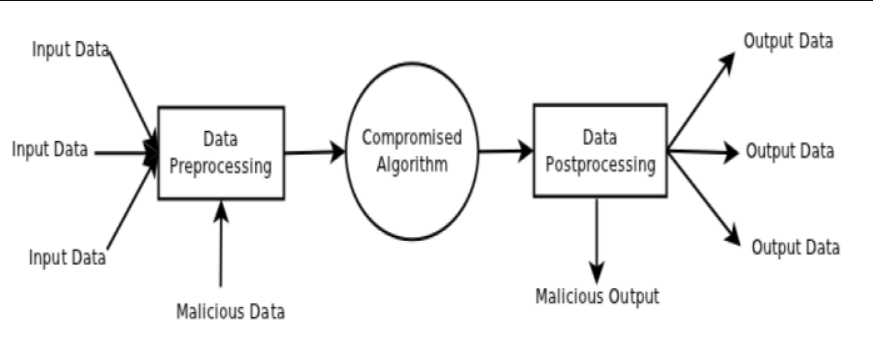 Input Data
Input Data
Input Data
Data
Preprocessing
Malicious Data
Compromised
Algorithm
Data
Postprocessing
Malicious Output
Output Data
Output Data
Output Data